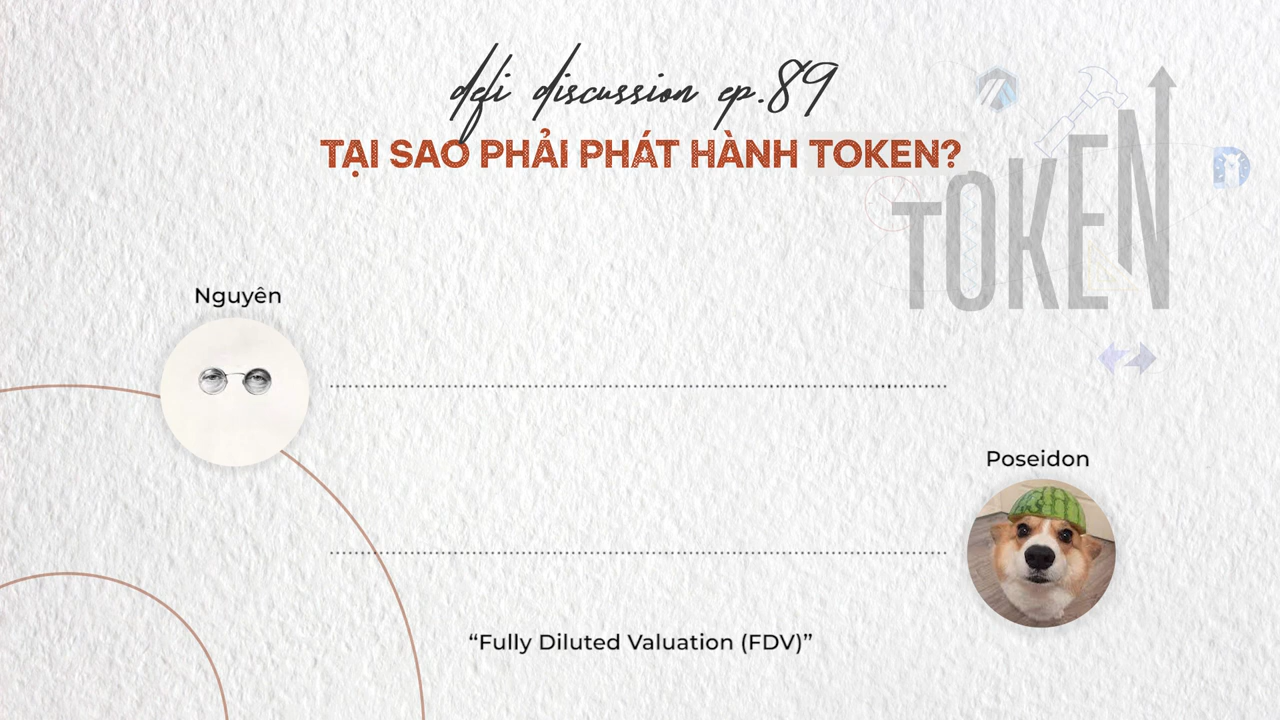 defi discussion ep.89
TẠI SAO PHẢI PHÁT HÀNH TOKEN?
TOKEN
Nguyên
Poseidon
“Fully Diluted Valuation (FDV)”